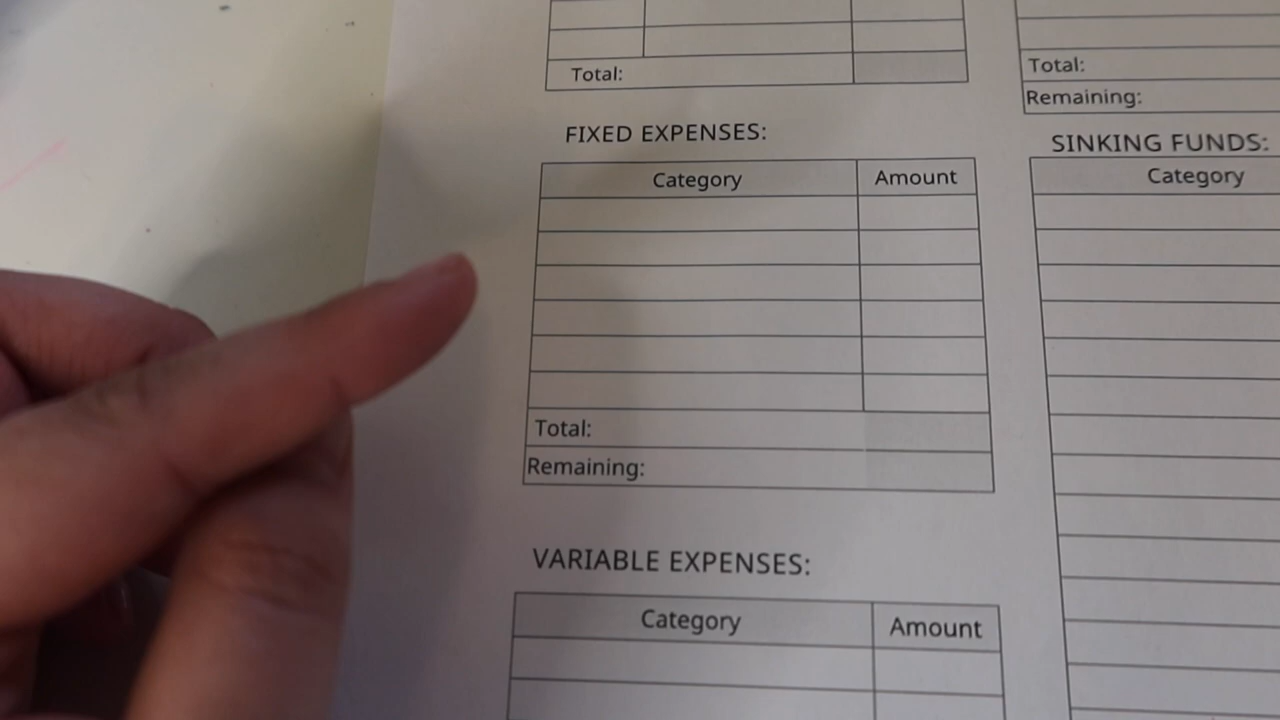 Total:
FIXED EXPENSES:
Category Amount
Total:
Remaining:
VARIABLE EXPENSES:
Category Amount
Total:
Remaining:
SINKING FUNDS:
Category